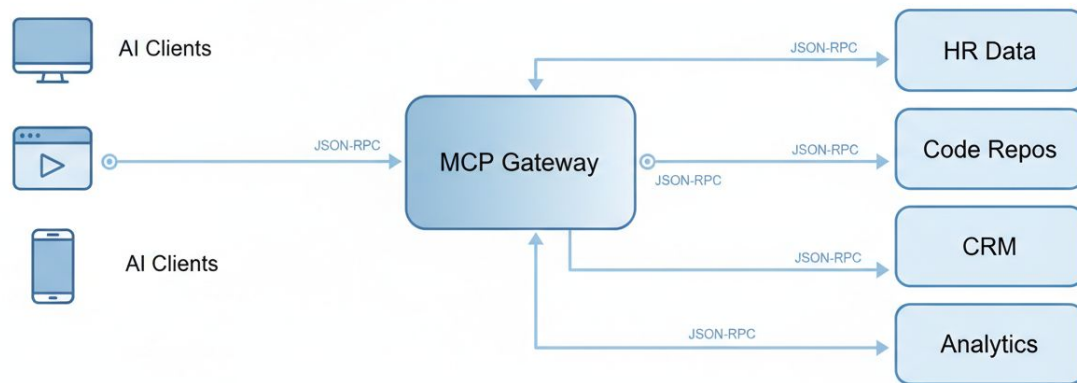 AI Clients
JSON-RPC
AI Clients
MCP Gateway
JSON-RPC
HR Data
JSON-RPC
JSON-RPC
Code Repos
JSON-RPC
CRM
JSON-RPC
Analytics